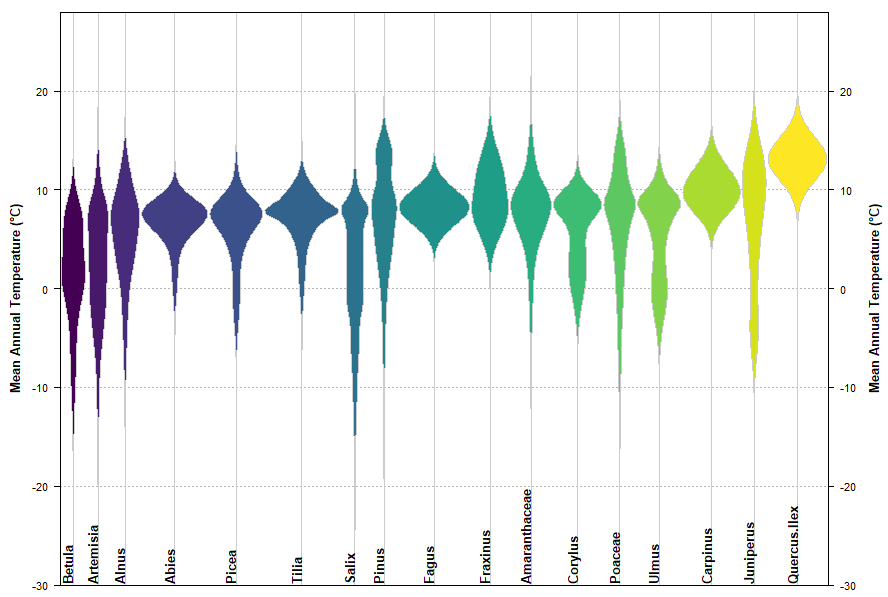 Mean Annual Temperature (°C)
20
10
0
-10
-20
-30
Betula
Artemisia
Alnus
Abies
Picea
Tilia
Salix
Pinus
Fagus
Fraxinus
Amaranthaceae
Corylus
Poaceae
Ulmus
Carpinus
Juniperus
Quercus.Ilex
20
10
0
-10
-20
-30
Mean Annual Temperature (°C)